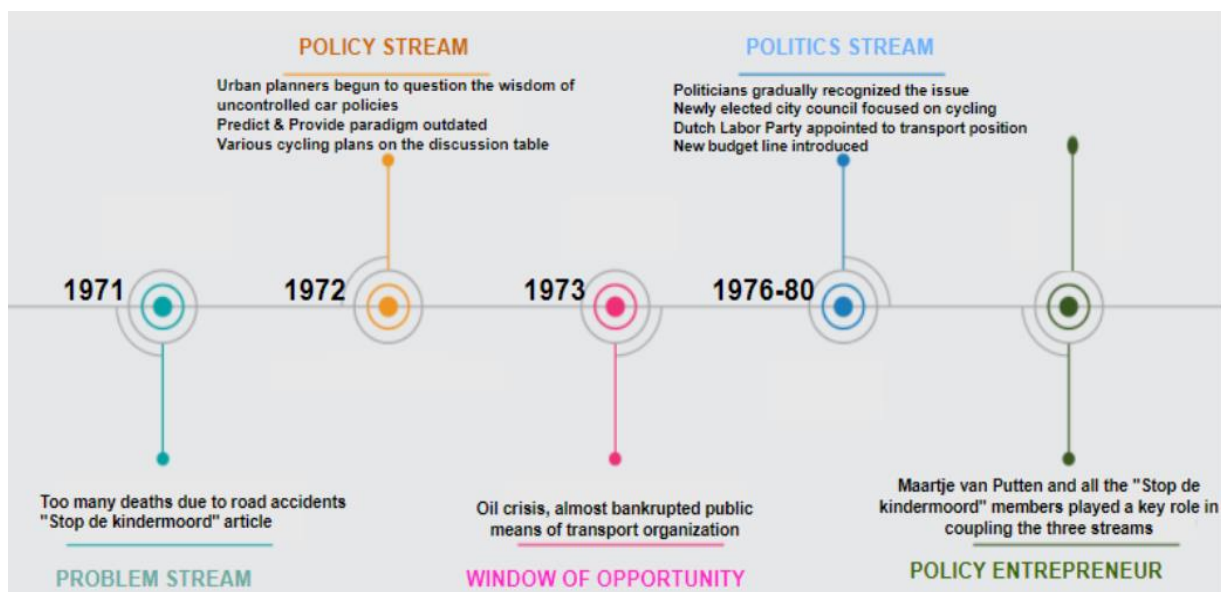 POLICY STREAM
Urban planners begun to question the wisdom of
uncontrolled car policies
Predict & Provide paradigm outdated
Various cycling plans on the discussion table
POLITICS STREAM
Politicians gradually recognized the issue
Newly elected city council focused on cycling
Dutch Labor Party appointed to transport position
New budget line introduced
1971
1972
1973
1976-80
Too many deaths due to road accidents
"Stop de kindermoord" article
PROBLEM STREAM
Oil crisis, almost bankrupted public
means of transport organization
WINDOW OF OPPORTUNITY
Maartje van Putten and all the "Stop de
kindermoord" members played a key role in
coupling the three streams
POLICY ENTREPRENEUR